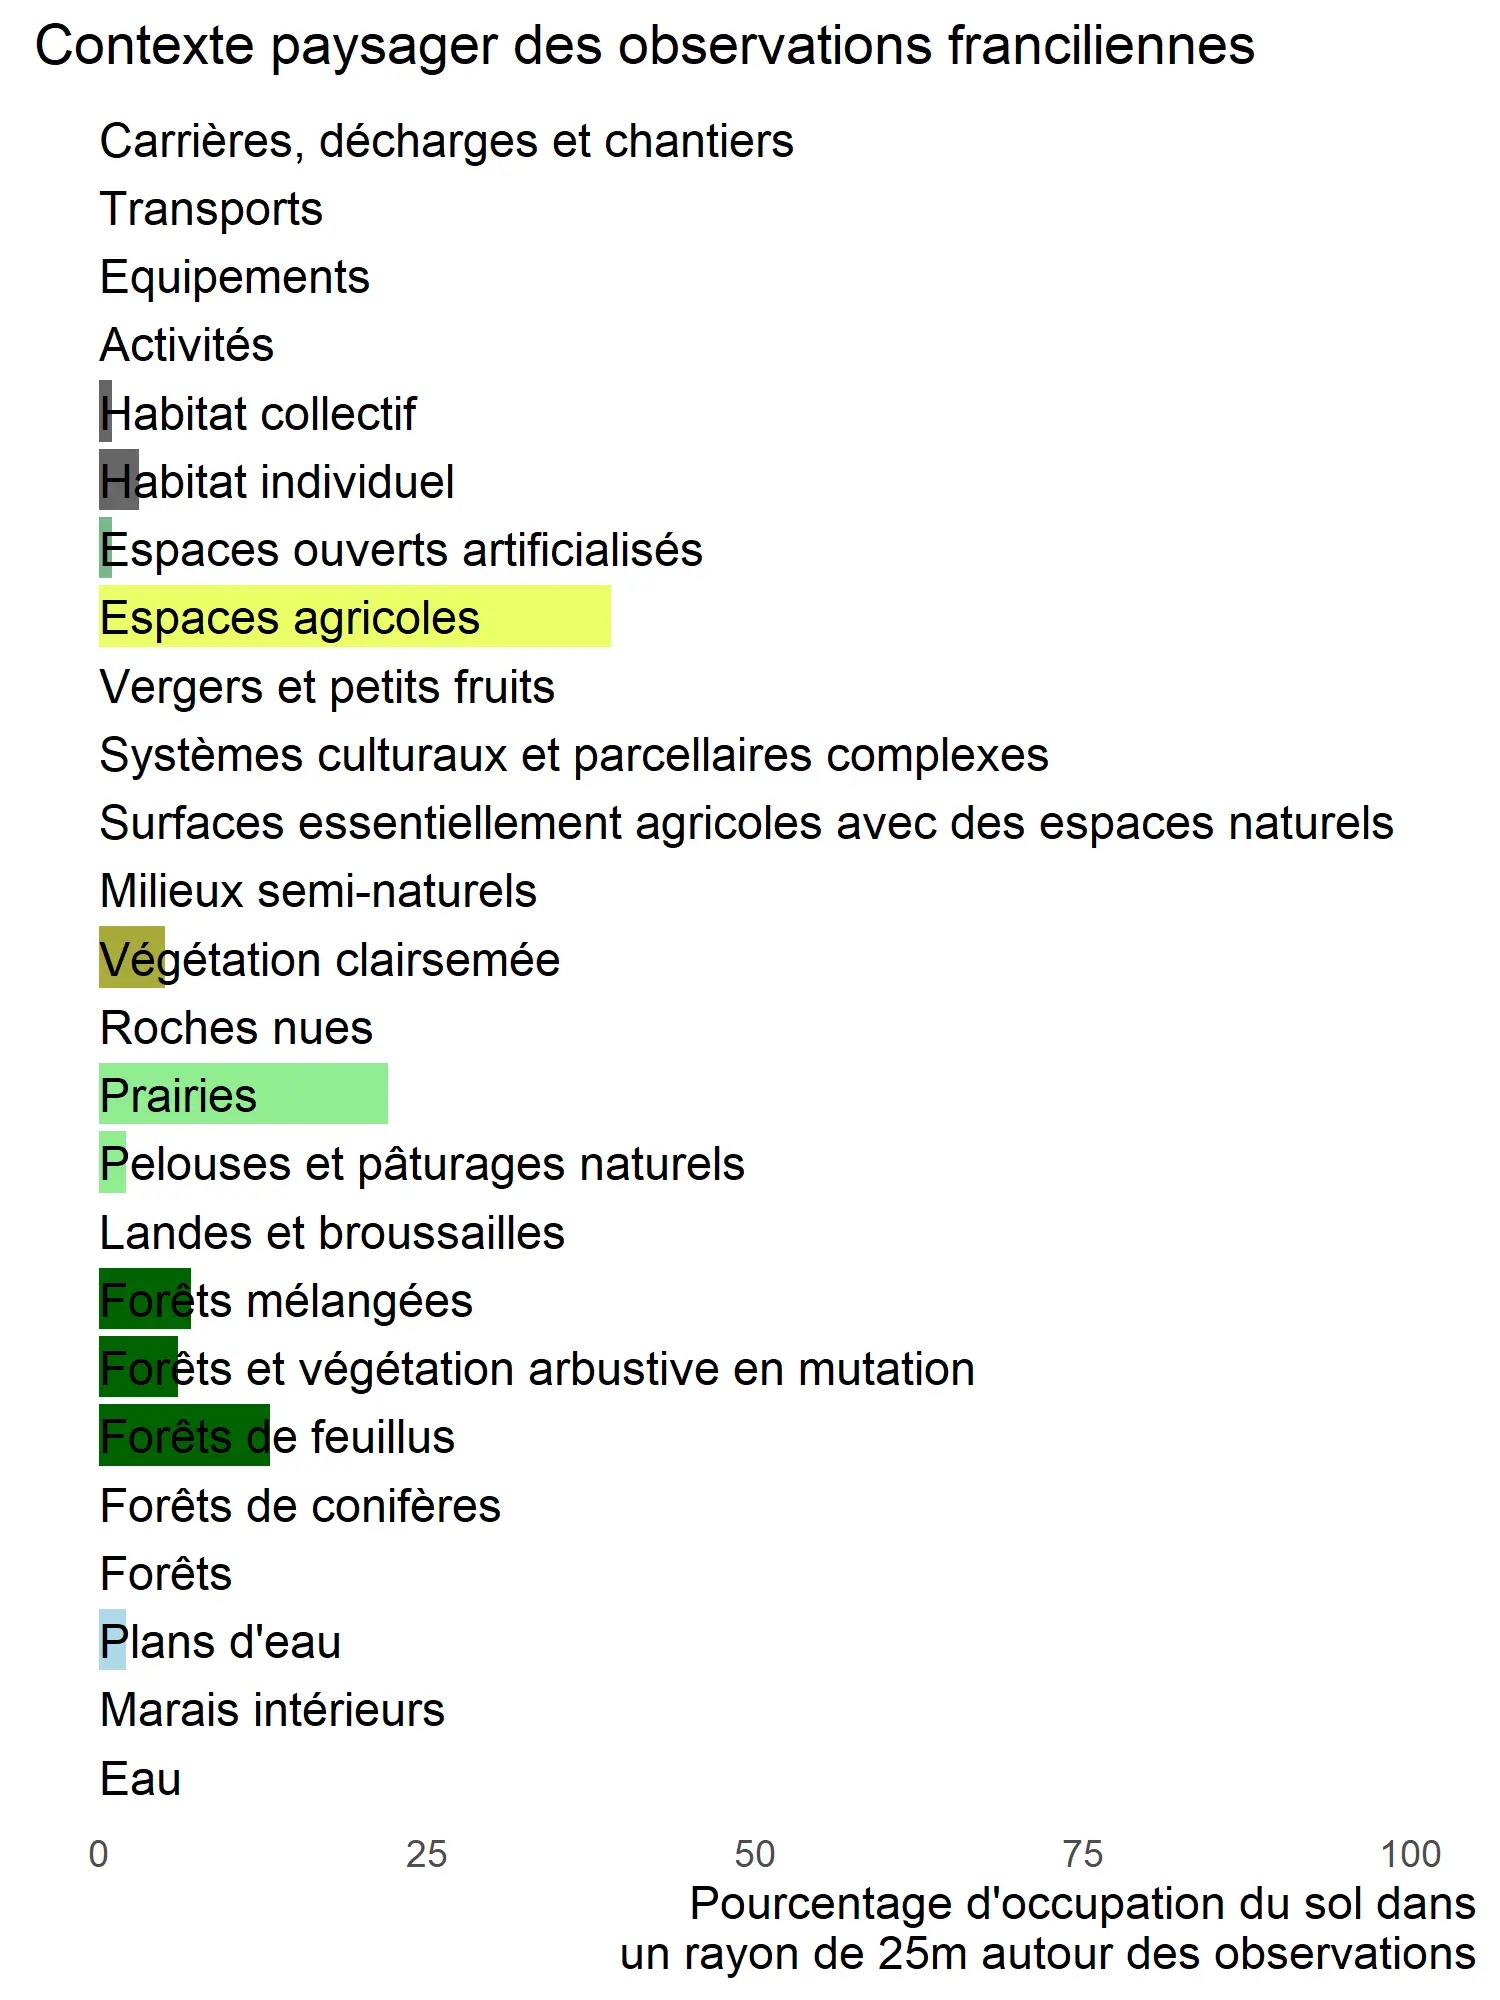 Contexte paysager des observations franciliennes
Carrières, décharges et chantiers
Transports
Equipements
Activités
Habitat collectif
Habitat individuel
Espaces ouverts artificialisés
Espaces agricoles
Vergers et petits fruits
Systèmes culturaux et parcellaires complexes
Surfaces essentiellement agricoles avec des espaces naturels
Milieux semi-naturels
Végétation clairsemée
Roches nues
Prairies
Pelouses et pâturages naturels
Landes et broussailles
Forêts mélangées
Forêts et végétation arbustive en mutation
Forêts de feuillus
Forêts de conifères
Forêts
Plans d'eau
Marais intérieurs
Eau
0 25 50 75 100
Pourcentage d'occupation du sol dans
un rayon de 25m autour des observations